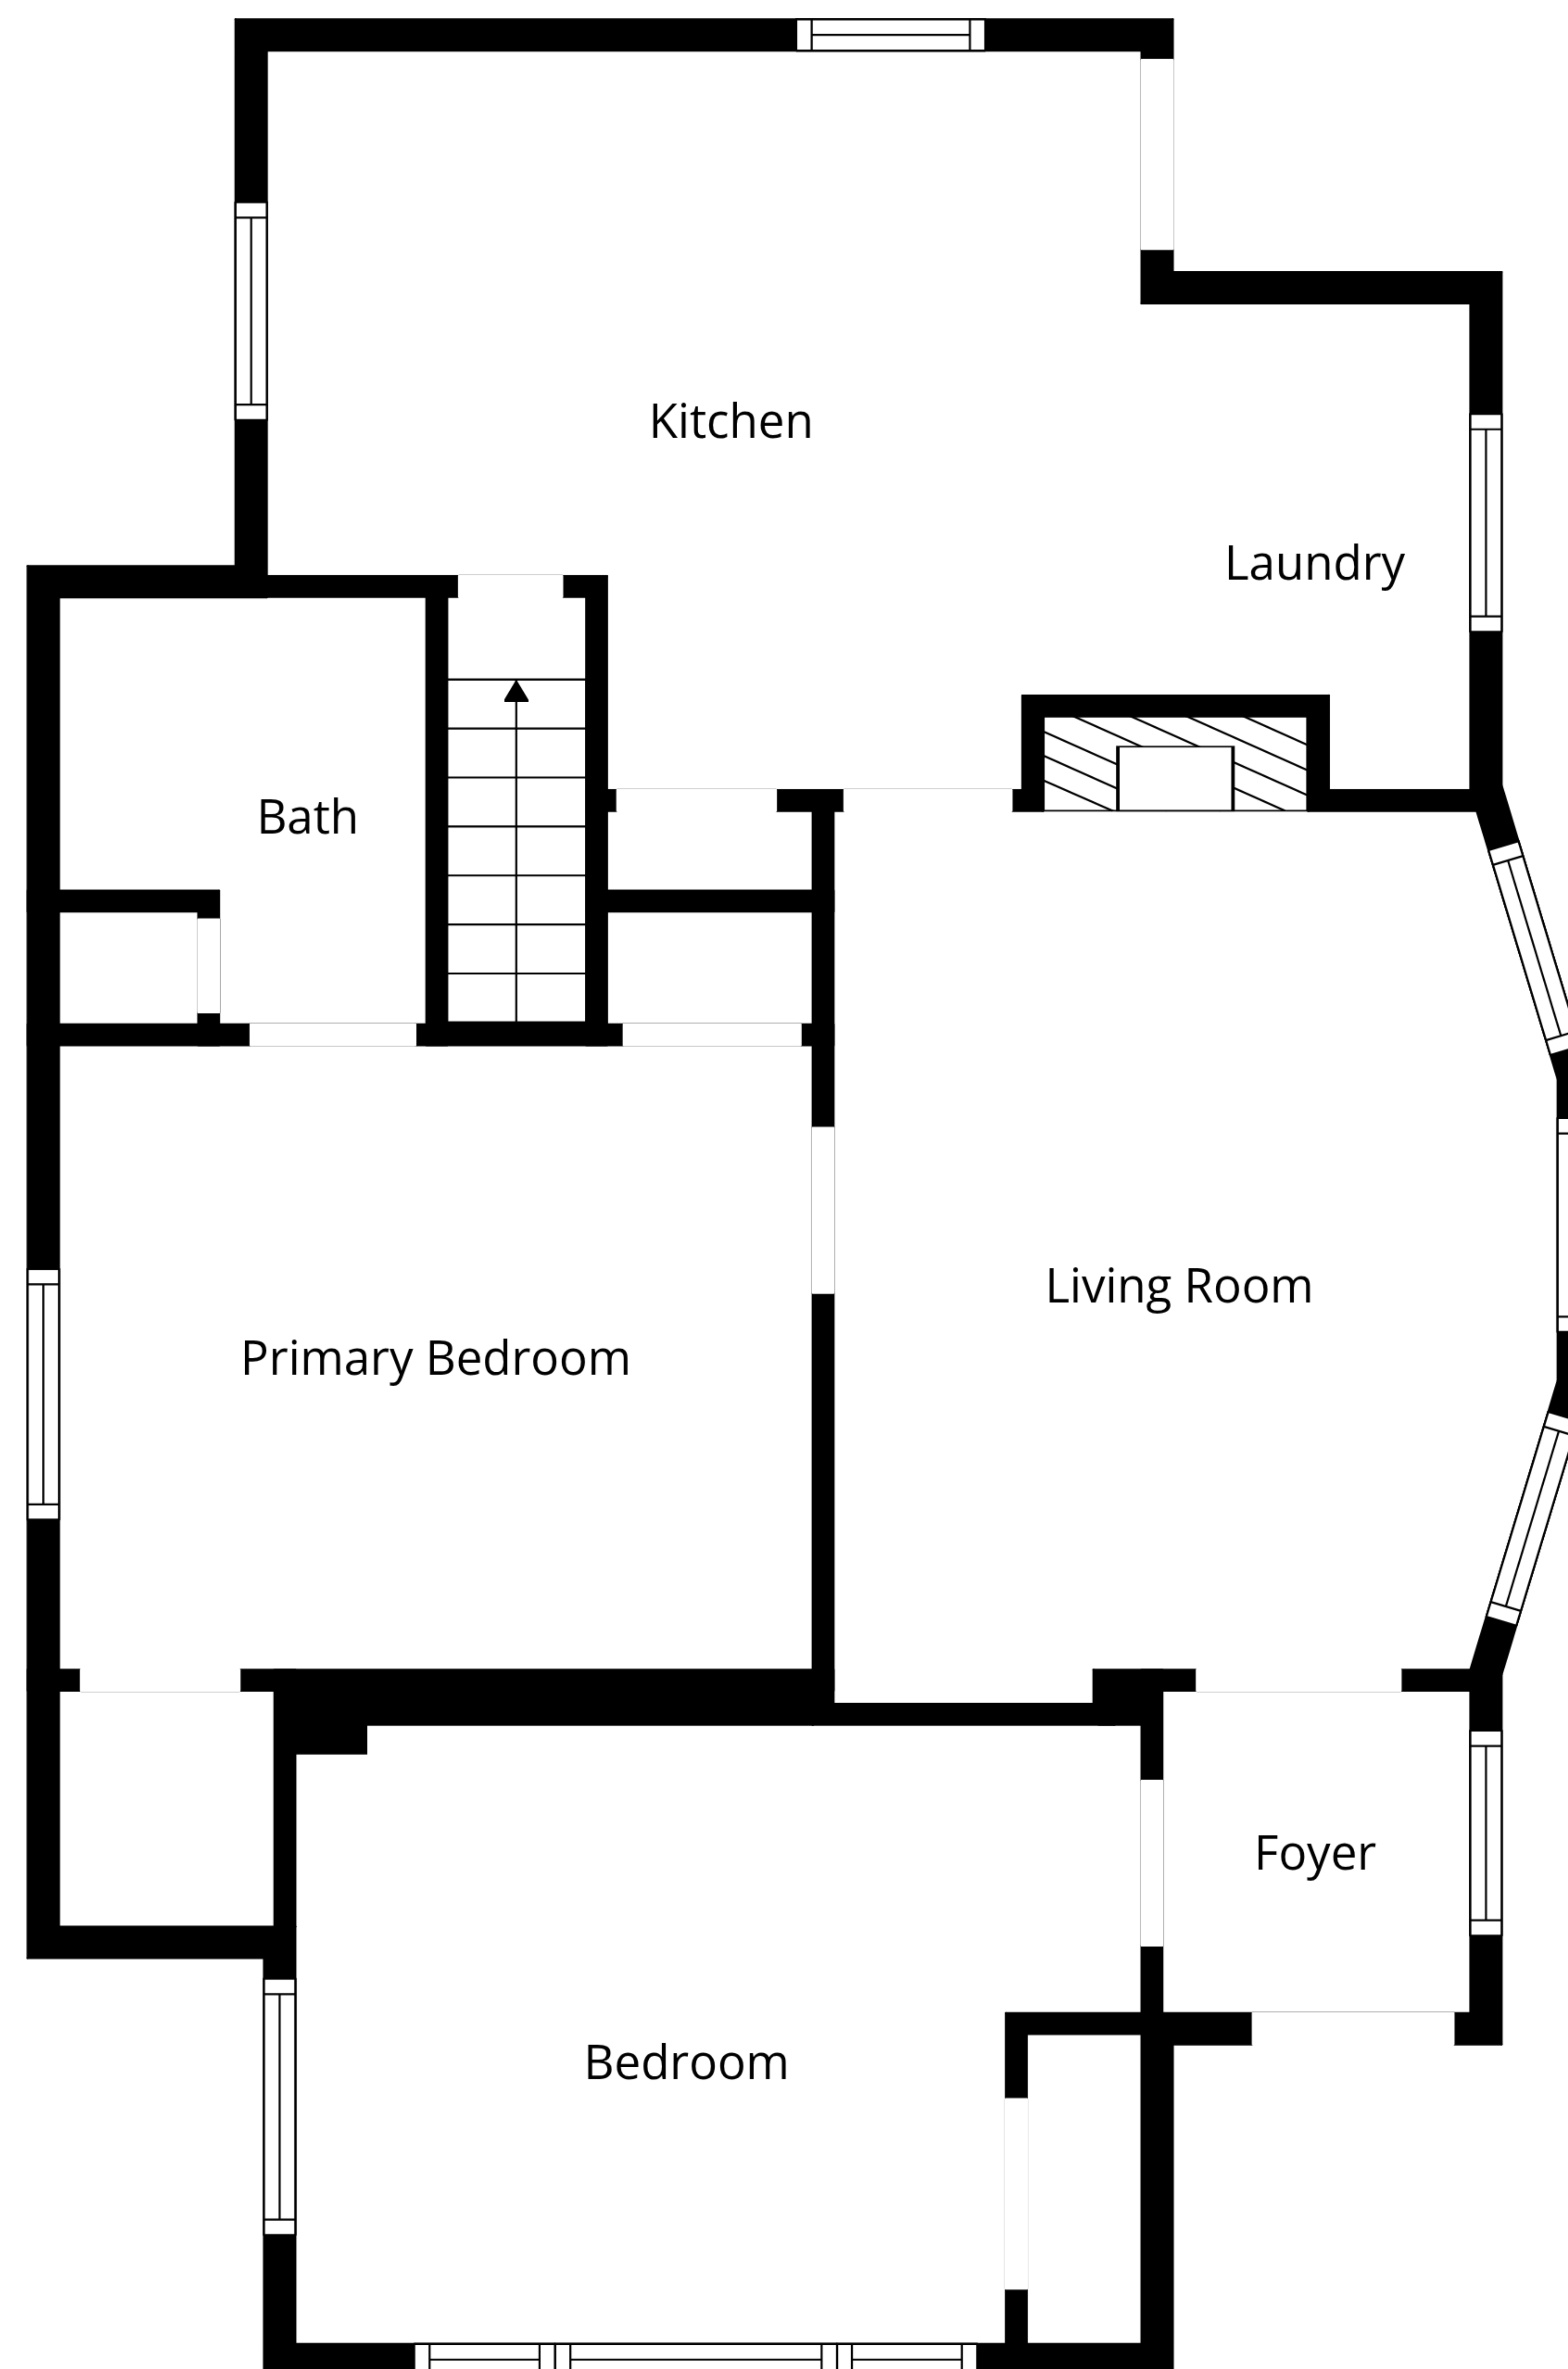 Kitchen
Laundry
Bath
Living Room
Primary Bedroom
Foyer
Bedroom